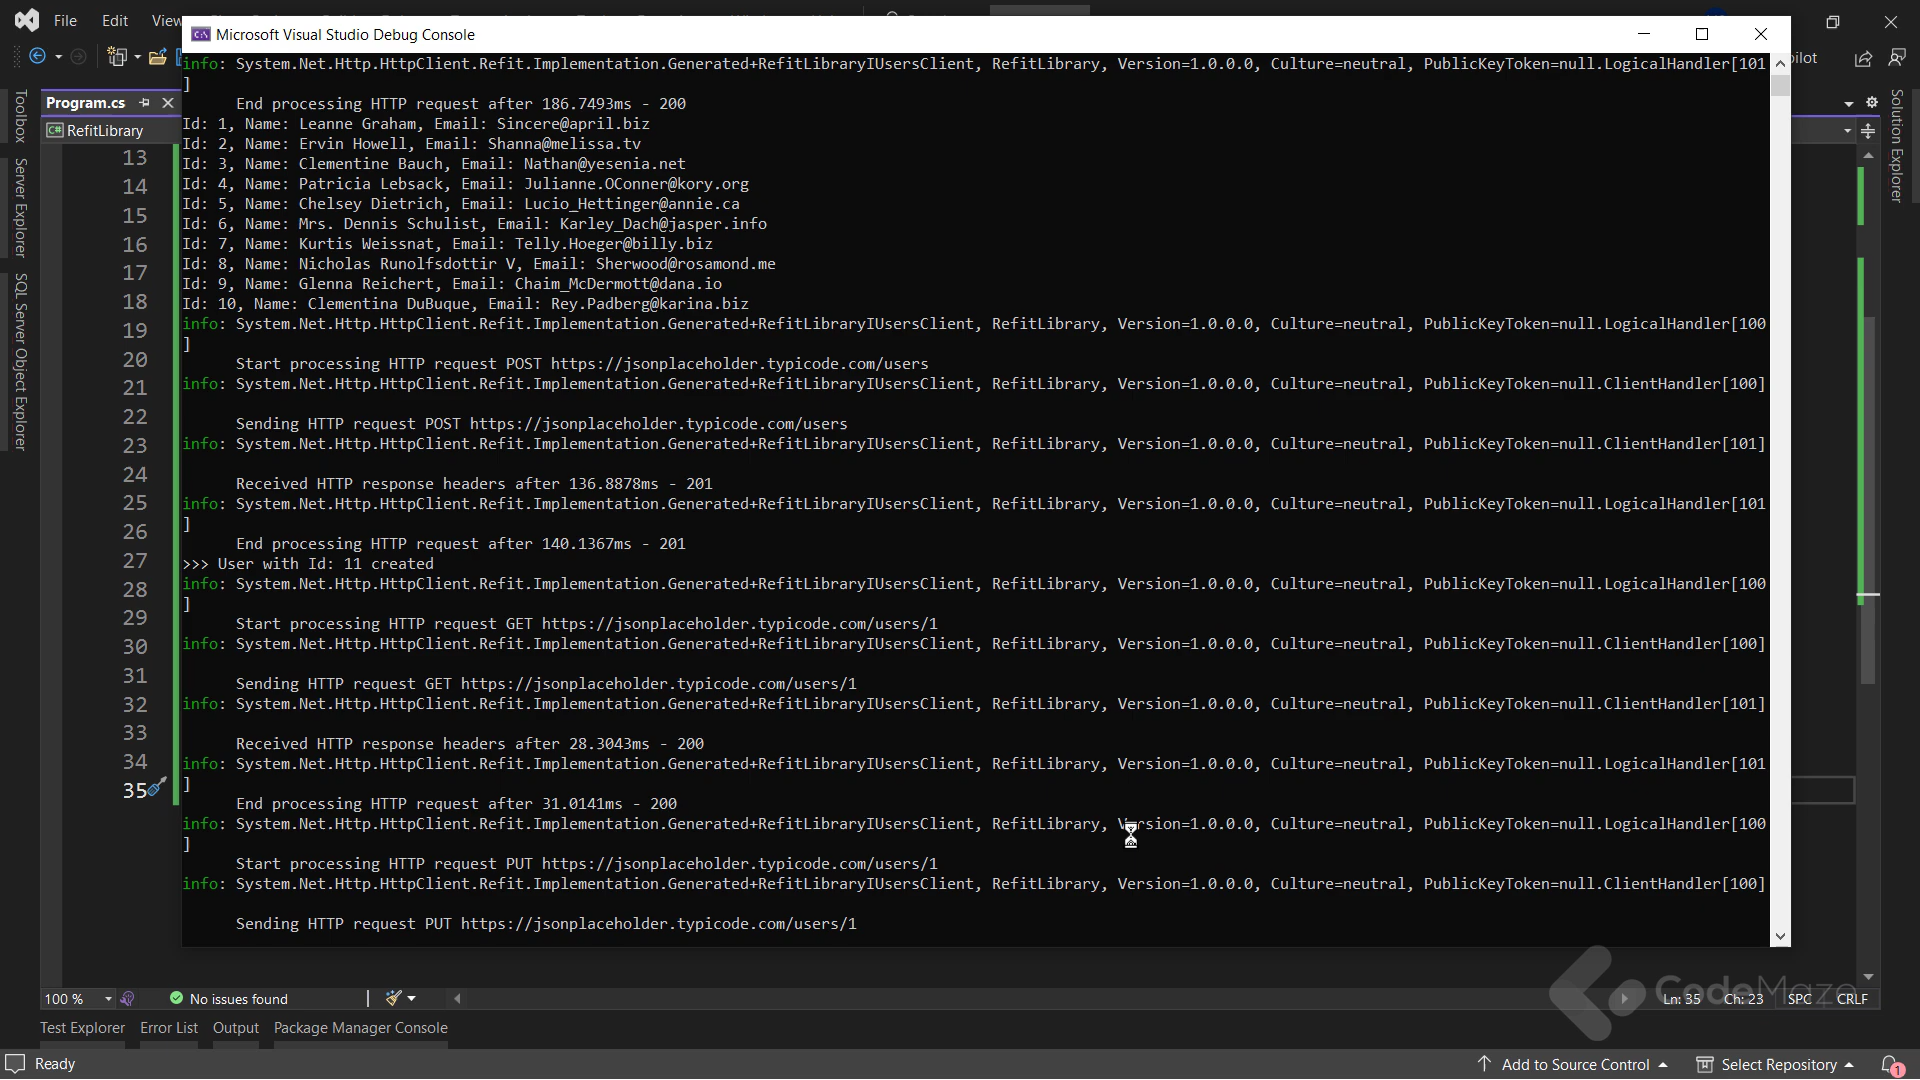 File Edit View
Microsoft Visual Studio Debug Console
Program.cs
RefitLibrary
Toolbox
Server Explorer
SQL Server Object Explorer
Solution Explorer
13
14
15
16
17
18
19
20
21
22
23
24
25
26
27
28
29
30
31
32
33
34
35
info: System.Net.Http.HttpClient.Refit.Implementation.Generated+RefitLibraryIUsersClient, RefitLibrary, Version=1.0.0.0, Culture=neutral, PublicKeyToken=null.LogicalHandler[101
]
End processing HTTP request after 186.7493ms - 200
Id: 1, Name: Leanne Graham, Email: Sincere@april.biz
Id: 2, Name: Ervin Howell, Email: Shanna@melissa.tv
Id: 3, Name: Clementine Bauch, Email: Nathan@yesenia.net
Id: 4, Name: Patricia Lebsack, Email: Julianne.OConner@kory.org
Id: 5, Name: Chelsey Dietrich, Email: Lucio_Hettinger@annie.ca
Id: 6, Name: Mrs. Dennis Schulist, Email: Karley_Dach@jasper.info
Id: 7, Name: Kurtis Weissnat, Email: Telly.Hoeger@billy.biz
Id: 8, Name: Nicholas Runolfsdottir V, Email: Sherwood@rosamond.me
Id: 9, Name: Glenna Reichert, Email: Chaim_McDermott@dana.io
Id: 10, Name: Clementina DuBuque, Email: Rey.Padberg@karina.biz
info: System.Net.Http.HttpClient.Refit.Implementation.Generated+RefitLibraryIUsersClient, RefitLibrary, Version=1.0.0.0, Culture=neutral, PublicKeyToken=null.LogicalHandler[100
]
Start processing HTTP request POST https://jsonplaceholder.typicode.com/users
info: System.Net.Http.HttpClient.Refit.Implementation.Generated+RefitLibraryIUsersClient, RefitLibrary, Version=1.0.0.0, Culture=neutral, PublicKeyToken=null.ClientHandler[100]
Sending HTTP request POST https://jsonplaceholder.typicode.com/users
info: System.Net.Http.HttpClient.Refit.Implementation.Generated+RefitLibraryIUsersClient, RefitLibrary, Version=1.0.0.0, Culture=neutral, PublicKeyToken=null.ClientHandler[101]
Received HTTP response headers after 136.8878ms - 201
info: System.Net.Http.HttpClient.Refit.Implementation.Generated+RefitLibraryIUsersClient, RefitLibrary, Version=1.0.0.0, Culture=neutral, PublicKeyToken=null.LogicalHandler[101
]
End processing HTTP request after 140.1367ms - 201
>>> User with Id: 11 created
info: System.Net.Http.HttpClient.Refit.Implementation.Generated+RefitLibraryIUsersClient, RefitLibrary, Version=1.0.0.0, Culture=neutral, PublicKeyToken=null.LogicalHandler[100
]
Start processing HTTP request GET https://jsonplaceholder.typicode.com/users/1
info: System.Net.Http.HttpClient.Refit.Implementation.Generated+RefitLibraryIUsersClient, RefitLibrary, Version=1.0.0.0, Culture=neutral, PublicKeyToken=null.ClientHandler[100]
Sending HTTP request GET https://jsonplaceholder.typicode.com/users/1
info: System.Net.Http.HttpClient.Refit.Implementation.Generated+RefitLibraryIUsersClient, RefitLibrary, Version=1.0.0.0, Culture=neutral, PublicKeyToken=null.ClientHandler[101]
Received HTTP response headers after 28.3043ms - 200
info: System.Net.Http.HttpClient.Refit.Implementation.Generated+RefitLibraryIUsersClient, RefitLibrary, Version=1.0.0.0, Culture=neutral, PublicKeyToken=null.LogicalHandler[101
]
End processing HTTP request after 31.0141ms - 200
info: System.Net.Http.HttpClient.Refit.Implementation.Generated+RefitLibraryIUsersClient, RefitLibrary, Version=1.0.0.0, Culture=neutral, PublicKeyToken=null.LogicalHandler[100
]
Start processing HTTP request PUT https://jsonplaceholder.typicode.com/users/1
info: System.Net.Http.HttpClient.Refit.Implementation.Generated+RefitLibraryIUsersClient, RefitLibrary, Version=1.0.0.0, Culture=neutral, PublicKeyToken=null.ClientHandler[100]
Sending HTTP request PUT https://jsonplaceholder.typicode.com/users/1
CodeMaze
100 % No issues found Ln: 35 Ch: 23 SPC CRLF
Test Explorer Error List Output Package Manager Console
Ready Add to Source Control Select Repository 1